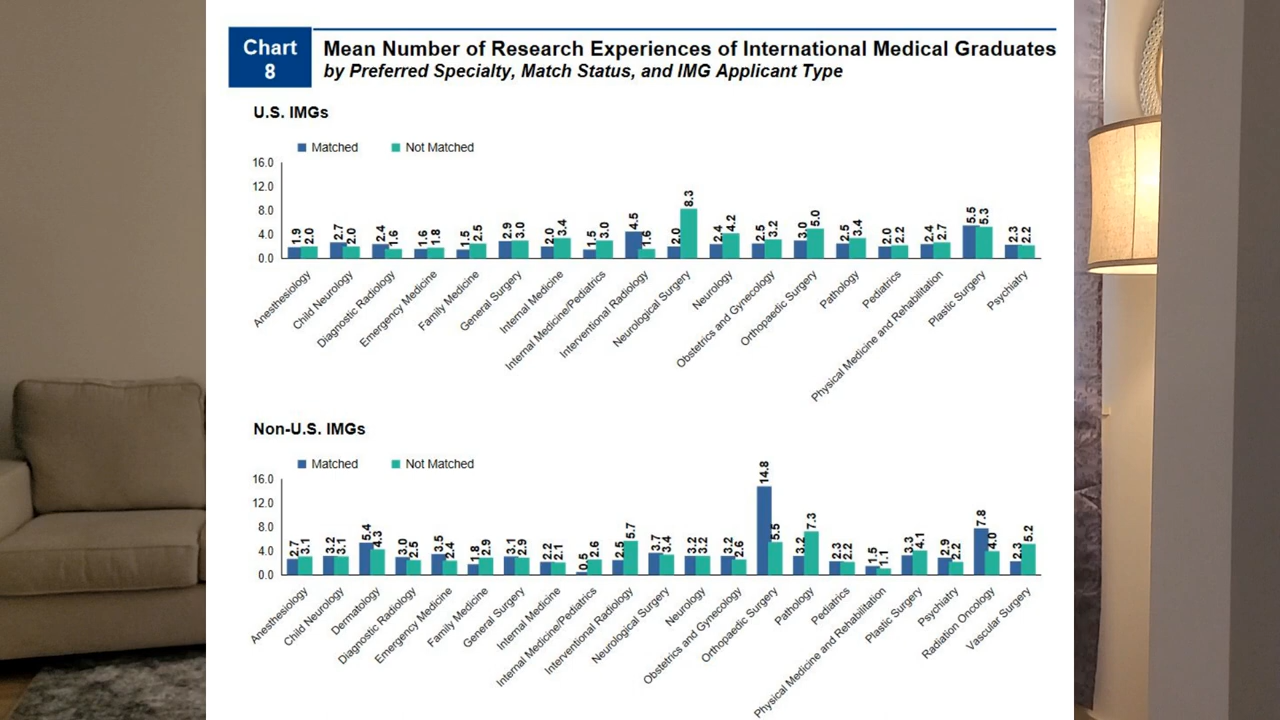 Chart
8
Mean Number of Research Experiences of International Medical Graduates
by Preferred Specialty, Match Status, and IMG Applicant Type
U.S. IMGs
Matched
Not Matched
16.0
12.0
8.0
4.0
0.0
1.9
2.0
2.7
2.0
2.4
1.6
1.6
1.8
1.5
2.5
2.9
3.0
2.0
3.4
1.5
3.0
4.5
1.6
2.0
8.3
2.4
4.2
2.5
3.2
3.0
5.0
2.5
3.4
2.0
2.2
2.4
2.7
5.5
5.3
2.3
2.2
Anesthesiology
Child Neurology
Diagnostic Radiology
Emergency Medicine
Family Medicine
General Surgery
Internal Medicine
Internal Medicine/Pediatrics
Interventional Radiology
Neurological Surgery
Neurology
Obstetrics and Gynecology
Orthopaedic Surgery
Pathology
Pediatrics
Physical Medicine and Rehabilitation
Plastic Surgery
Psychiatry
Non-U.S. IMGs
Matched
Not Matched
16.0
12.0
8.0
4.0
0.0
2.7
3.1
3.2
3.1
5.4
4.3
3.0
2.5
3.5
2.4
1.8
2.9
3.1
2.9
2.2
2.1
0.5
2.6
2.5
5.7
3.7
3.4
3.2
3.2
3.2
2.6
14.8
5.5
3.2
7.3
2.3
2.2
1.5
1.1
3.3
4.1
2.9
2.2
7.8
4.0
2.3
5.2
Anesthesiology
Child Neurology
Dermatology
Diagnostic Radiology
Emergency Medicine
Family Medicine
General Surgery
Internal Medicine
Internal Medicine/Pediatrics
Interventional Radiology
Neurological Surgery
Neurology
Obstetrics and Gynecology
Orthopaedic Surgery
Pathology
Pediatrics
Physical Medicine and Rehabilitation
Plastic Surgery
Psychiatry
Radiation Oncology
Vascular Surgery